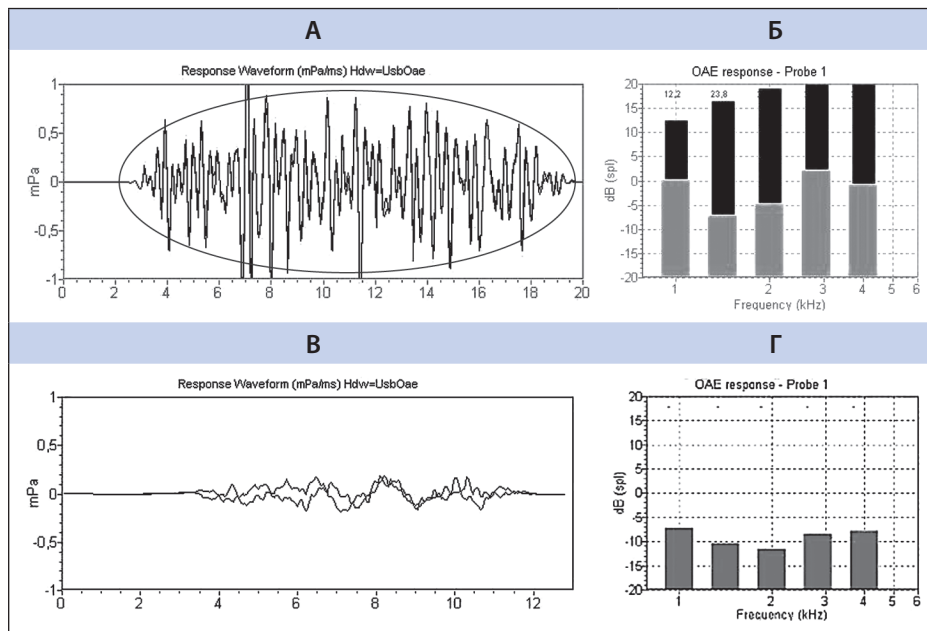 А
Response Waveform (mPa/ms) Hdw=UsbOae
1
0,5
0
-0,5
-1
mPa
0 2 4 6 8 10 12 14 16 18 20
Б
OAE response - Probe 1
20
15
10
5
0
-5
-10
-15
-20
dB (spl)
12,2 23,8
1 2 3 4 5 6
Frequency (kHz)
В
Response Waveform (mPa/ms) Hdw=UsbOae
1
0,5
0
-0,5
-1
mPa
0 2 4 6 8 10 12
Г
OAE response - Probe 1
20
15
10
5
0
-5
-10
-15
-20
dB (spl)
1 2 3 4 5 6
Frequency (kHz)